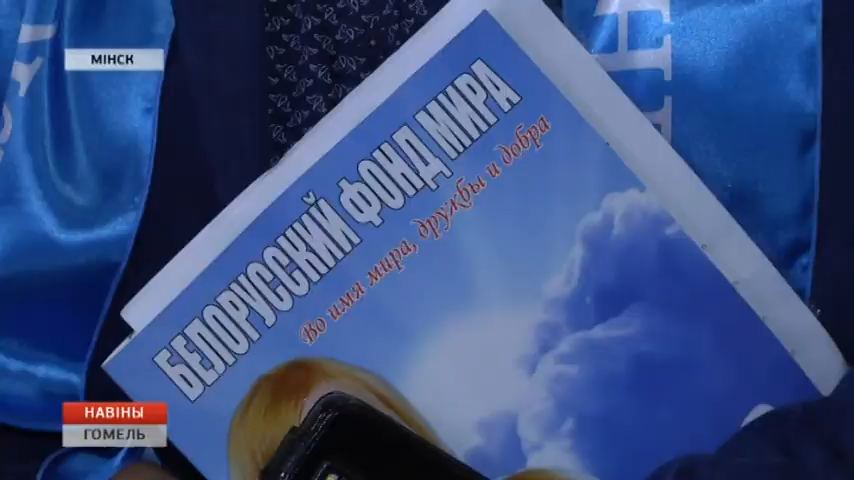 МІНСК
БЕЛОРУССКИЙ ФОНД МИРА
Во имя мира, дружбы и добра
НАВІНЫ
ГОМЕЛЬ